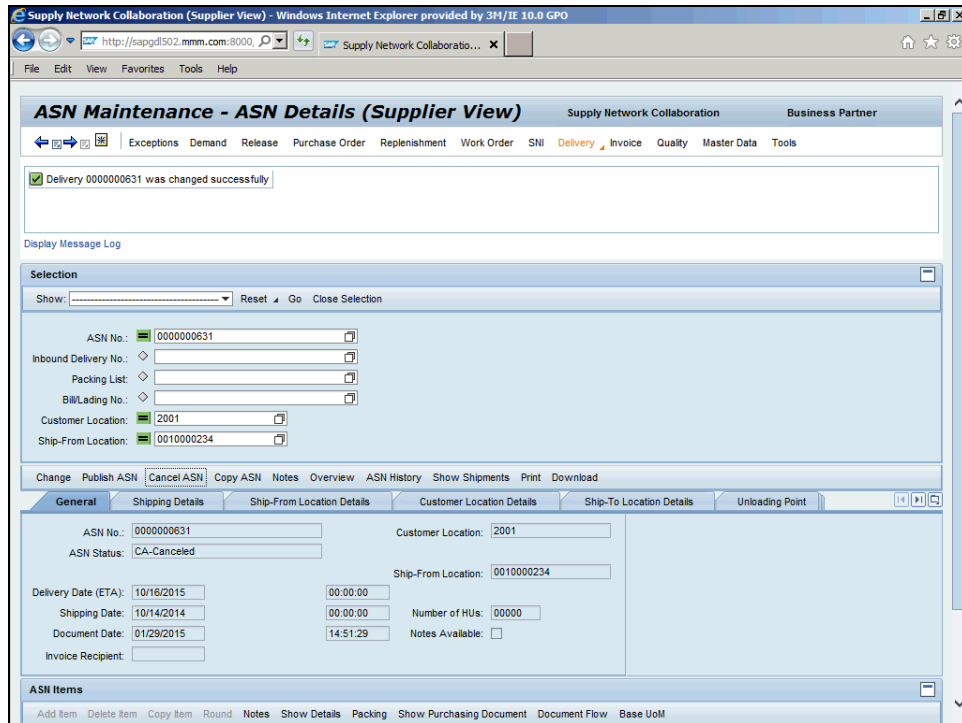 Supply Network Collaboration (Supplier View) - Windows Internet Explorer provided by 3M/IE 10.0 GPO
http://sapgdl502.mmm.com:8000, Supply Network Collaboratio... X
File Edit View Favorites Tools Help
ASN Maintenance - ASN Details (Supplier View) Supply Network Collaboration Business Partner
Exceptions Demand Release Purchase Order Replenishment Work Order SNI Delivery Invoice Quality Master Data Tools
Delivery 0000000631 was changed successfully
Display Message Log
Selection
Show: ---------------------------------------- Reset Go Close Selection
ASN No.: 0000000631
Inbound Delivery No.:
Packing List:
Bill/Lading No.:
Customer Location: 2001
Ship-From Location: 0010000234
Change Publish ASN Cancel ASN Copy ASN Notes Overview ASN History Show Shipments Print Download
General Shipping Details Ship-From Location Details Customer Location Details Ship-To Location Details Unloading Point
ASN No.: 0000000631 Customer Location: 2001
ASN Status: CA-Canceled
Ship-From Location: 0010000234
Delivery Date (ETA): 10/16/2015 00:00:00
Shipping Date: 10/14/2014 00:00:00 Number of HUs: 00000
Document Date: 01/29/2015 14:51:29 Notes Available:
Invoice Recipient:
ASN Items
Add Item Delete Item Copy Item Round Notes Show Details Packing Show Purchasing Document Document Flow Base UoM